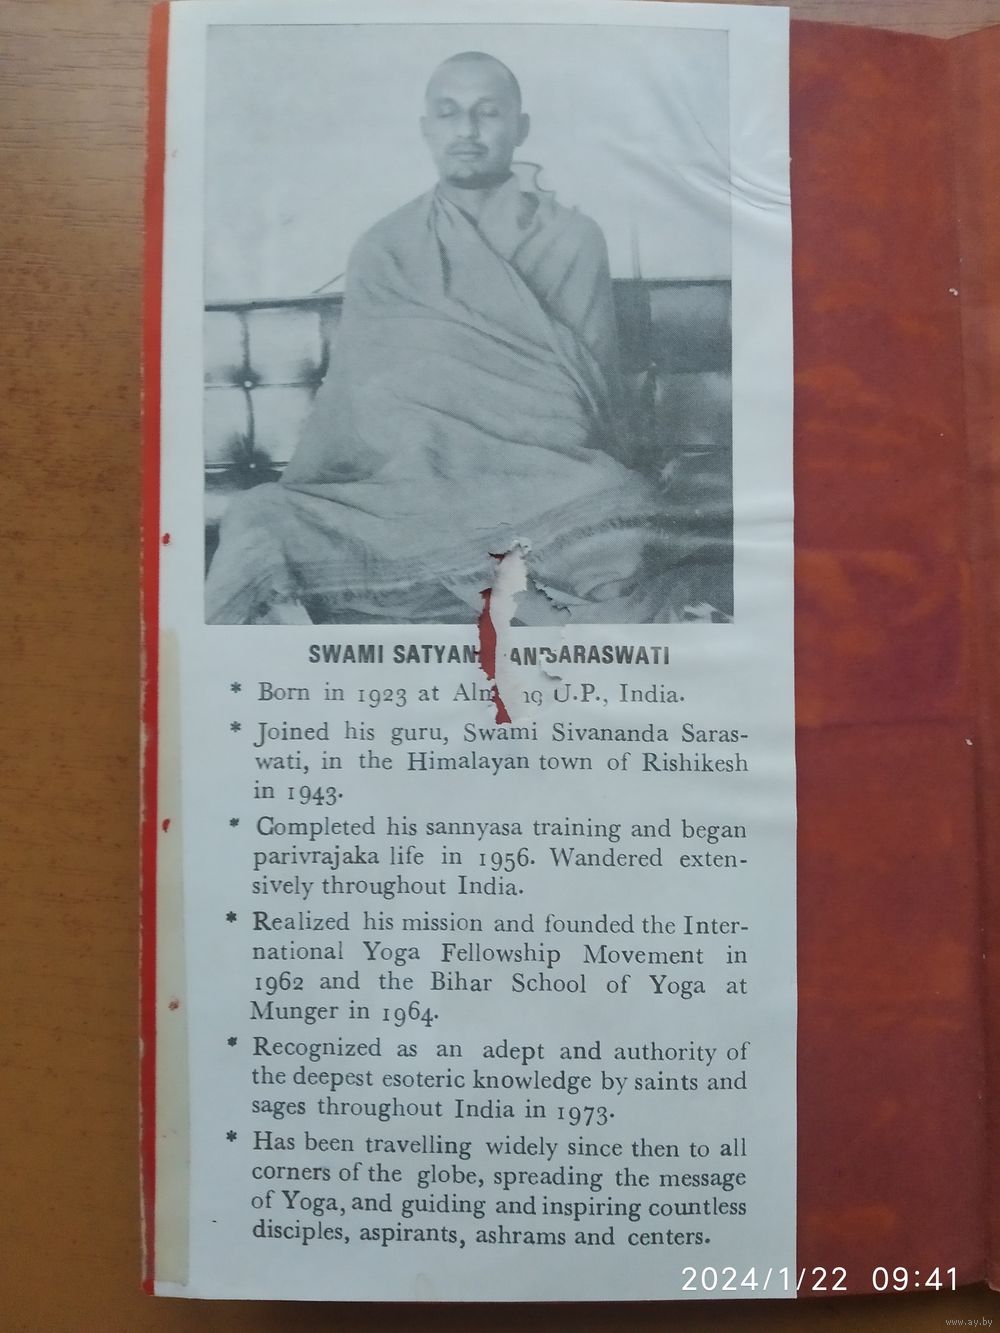 SWAMI SATYAN AN SARASWATI
* Born in 1923 at Alm U.P., India.
* Joined his guru, Swami Sivananda Saras-
wati, in the Himalayan town of Rishikesh
in 1943.
* Completed his sannyasa training and began
parivrajaka life in 1956. Wandered exten-
sively throughout India.
* Realized his mission and founded the Inter-
national Yoga Fellowship Movement in
1962 and the Bihar School of Yoga at
Munger in 1964.
* Recognized as an adept and authority of
the deepest esoteric knowledge by saints and
sages throughout India in 1973.
* Has been travelling widely since then to all
corners of the globe, spreading the message
of Yoga, and guiding and inspiring countless
disciples, aspirants, ashrams and centers.
2024/1/22 09:41
www.ay.by